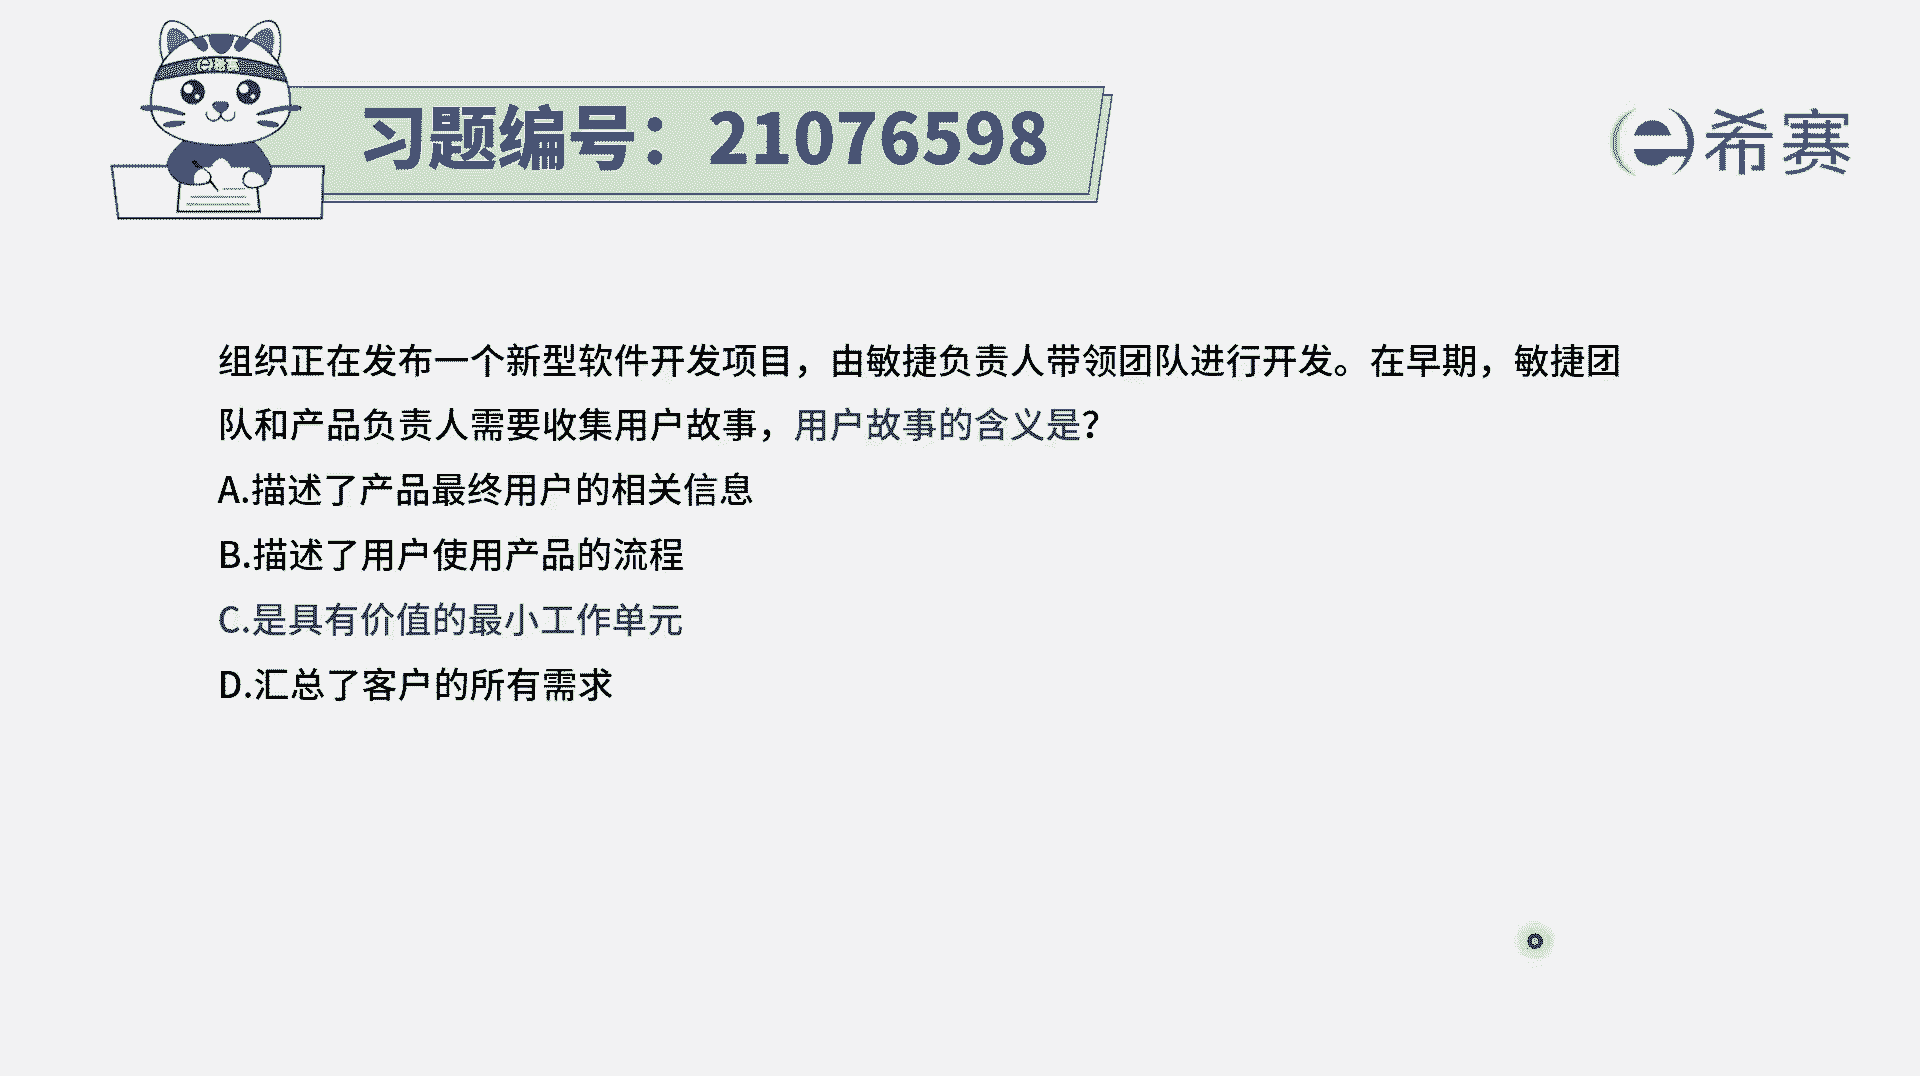 希赛
习题编号：21076598
希赛
组织正在发布一个新型软件开发项目，由敏捷负责人带领团队进行开发。在早期，敏捷团
队和产品负责人需要收集用户故事，用户故事的含义是？
A.描述了产品最终用户的相关信息
B.描述了用户使用产品的流程
C.是具有价值的最小工作单元
D.汇总了客户的所有需求